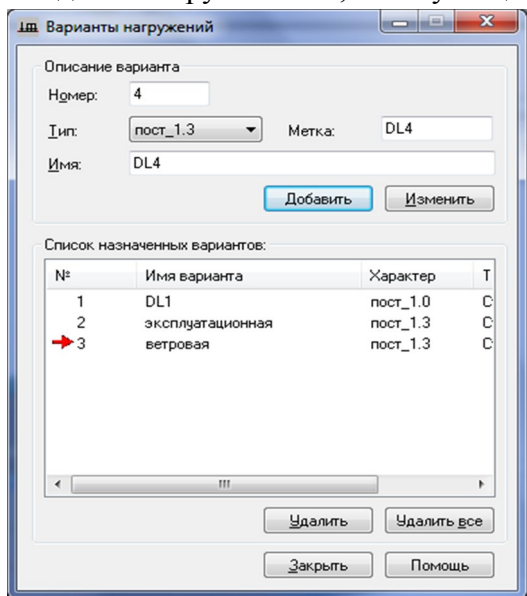 Варианты нагружений
Описание варианта
Номер: 4
Тип: пост_1.3 Метка: DL4
Имя: DL4
Добавить Изменить
Список назначенных вариантов:
№ Имя варианта Характер Т
1 DL1 пост_1.0 С
2 эксплуатационная пост_1.3 С
3 ветровая пост_1.3 С
Удалить Удалить все
Закрыть Помощь